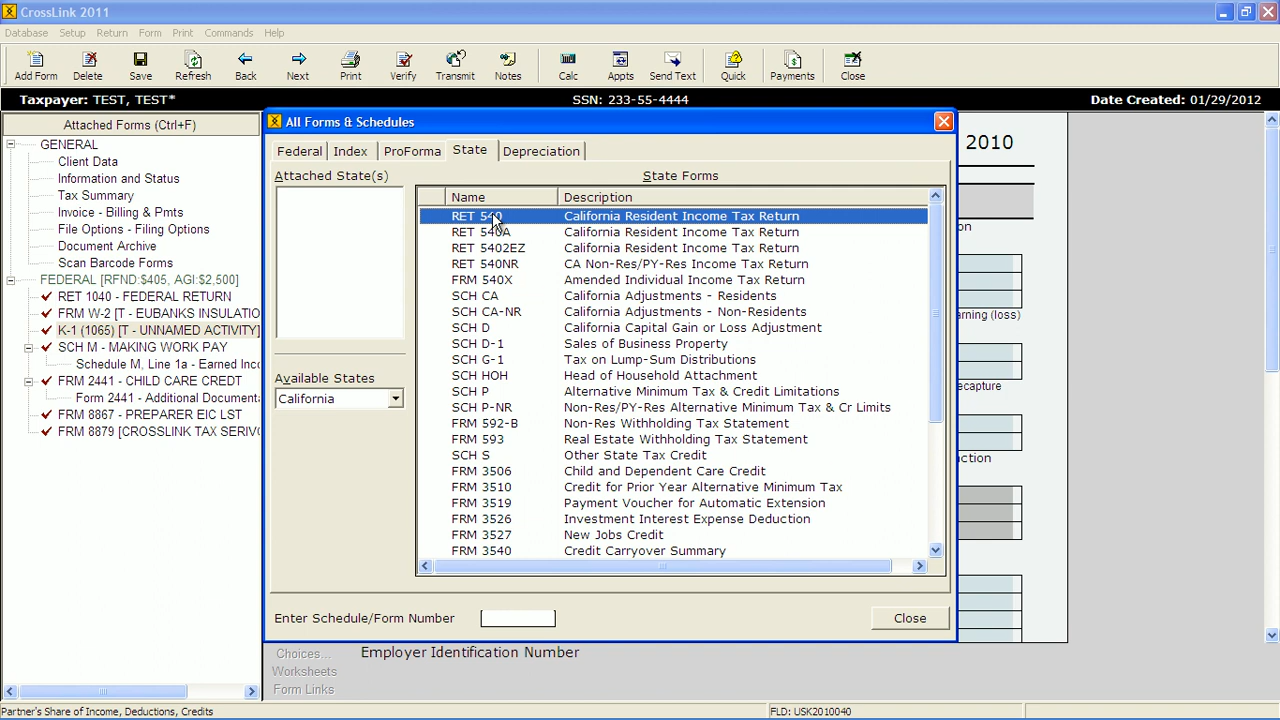 CrossLink 2011
Database Setup Return Form Print Commands Help
Add Form Delete Save Refresh Back Next Print Verify Transmit Notes Calc Appts Send Text Quick Payments Close
Taxpayer: TEST, TEST* SSN: 233-55-4444 Date Created: 01/29/2012
Attached Forms (Ctrl+F)
GENERAL
Client Data
Information and Status
Tax Summary
Invoice - Billing & Pmts
File Options - Filing Options
Document Archive
Scan Barcode Forms
FEDERAL [RFND:$405, AGI:$2,500]
RET 1040 - FEDERAL RETURN
FRM W-2 [T - EUBANKS INSULATIO
K-1 (1065) [T - UNNAMED ACTIVITY]
SCH M - MAKING WORK PAY
Schedule M, Line 1a - Earned Inco
FRM 2441 - CHILD CARE CREDT
Form 2441 - Additional Document
FRM 8867 - PREPARER EIC LST
FRM 8879 [CROSSLINK TAX SERIVO
All Forms & Schedules
Federal Index ProForma State Depreciation
Attached State(s)
Available States
California
State Forms
Name Description
RET 540 California Resident Income Tax Return
RET 540A California Resident Income Tax Return
RET 5402EZ California Resident Income Tax Return
RET 540NR CA Non-Res/PY-Res Income Tax Return
FRM 540X Amended Individual Income Tax Return
SCH CA California Adjustments - Residents
SCH CA-NR California Adjustments - Non-Residents
SCH D California Capital Gain or Loss Adjustment
SCH D-1 Sales of Business Property
SCH G-1 Tax on Lump-Sum Distributions
SCH HOH Head of Household Attachment
SCH P Alternative Minimum Tax & Credit Limitations
SCH P-NR Non-Res/PY-Res Alternative Minimum Tax & Cr Limits
FRM 592-B Non-Res Withholding Tax Statement
FRM 593 Real Estate Withholding Tax Statement
SCH S Other State Tax Credit
FRM 3506 Child and Dependent Care Credit
FRM 3510 Credit for Prior Year Alternative Minimum Tax
FRM 3519 Payment Voucher for Automatic Extension
FRM 3526 Investment Interest Expense Deduction
FRM 3527 New Jobs Credit
FRM 3540 Credit Carryover Summary
Enter Schedule/Form Number
Close
2010
on
arning (loss)
ecapture
action
Choices... Employer Identification Number
Worksheets
Form Links
Partner's Share of Income, Deductions, Credits FLD: USK2010040